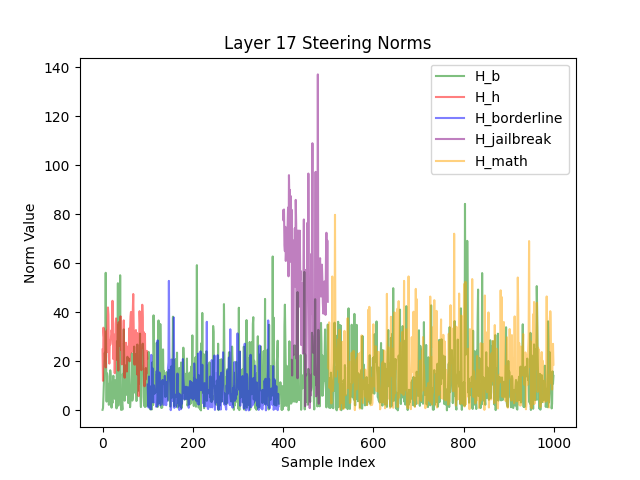 Layer 17 Steering Norms
Norm Value
140
120
100
80
60
40
20
0
H_b
H_h
H_borderline
H_jailbreak
H_math
0
200
400
600
800
1000
Sample Index